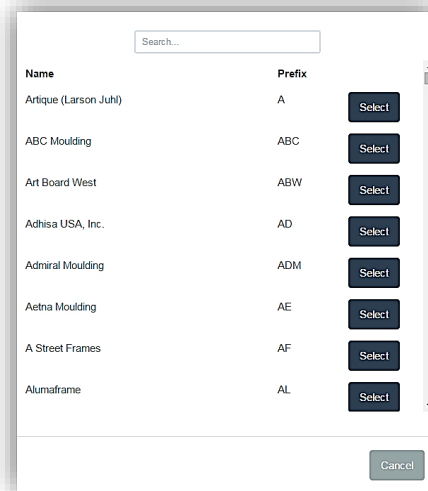 Search...
Name Prefix
Artique (Larson Juhl) A Select
ABC Moulding ABC Select
Art Board West ABW Select
Adhisa USA, Inc. AD Select
Admiral Moulding ADM Select
Aetna Moulding AE Select
A Street Frames AF Select
Alumaframe AL Select
Cancel